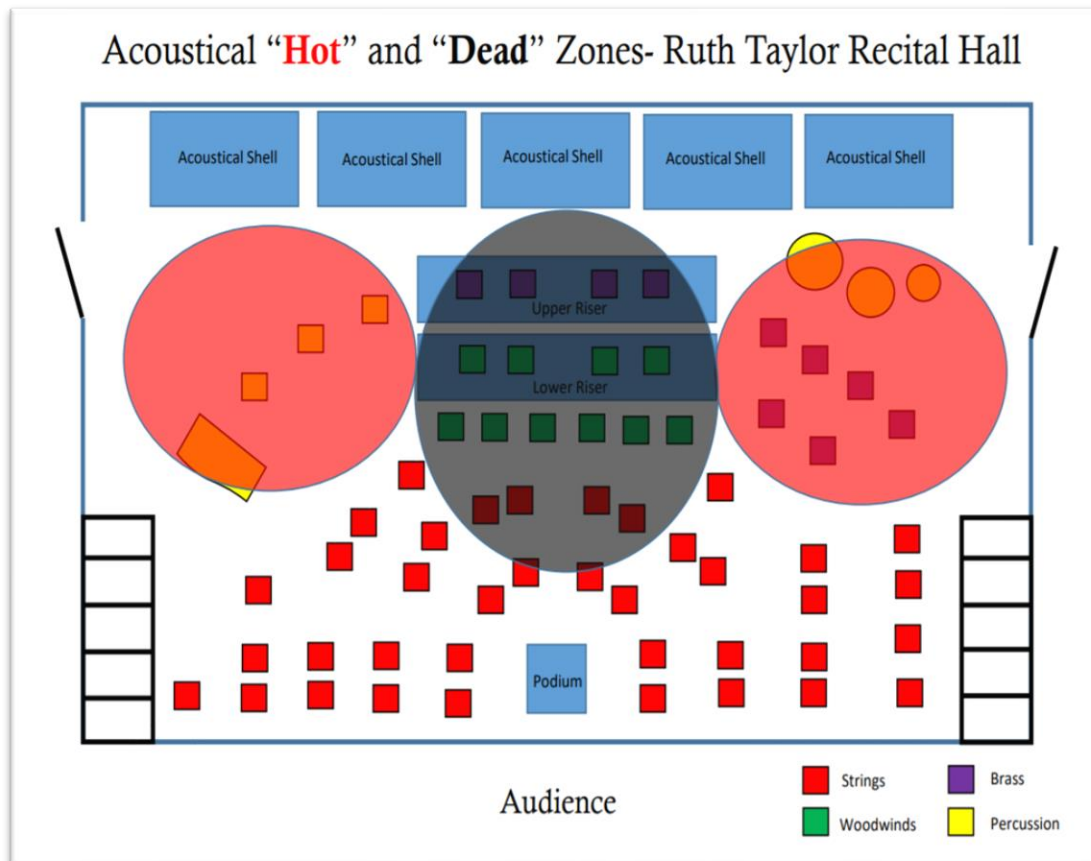 Acoustical “Hot” and “Dead” Zones- Ruth Taylor Recital Hall
Acoustical Shell
Acoustical Shell
Acoustical Shell
Acoustical Shell
Acoustical Shell
Upper Riser
Lower Riser
Podium
Audience
Strings
Brass
Woodwinds
Percussion